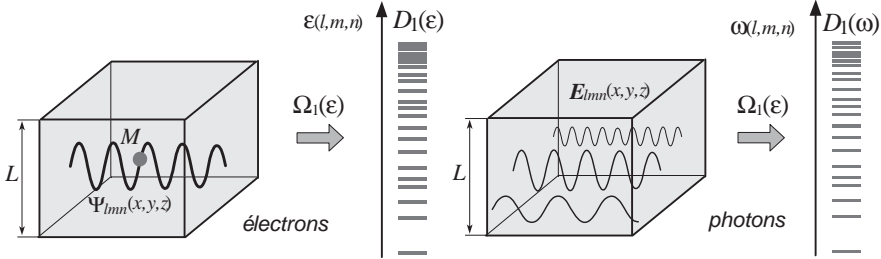 ε(l,m,n)
D₁(ε)
Ω₁(ε)
M
L
Ψlmn(x,y,z)
électrons
ω(l,m,n)
D₁(ω)
Elmn(x,y,z)
Ω₁(ε)
L
photons